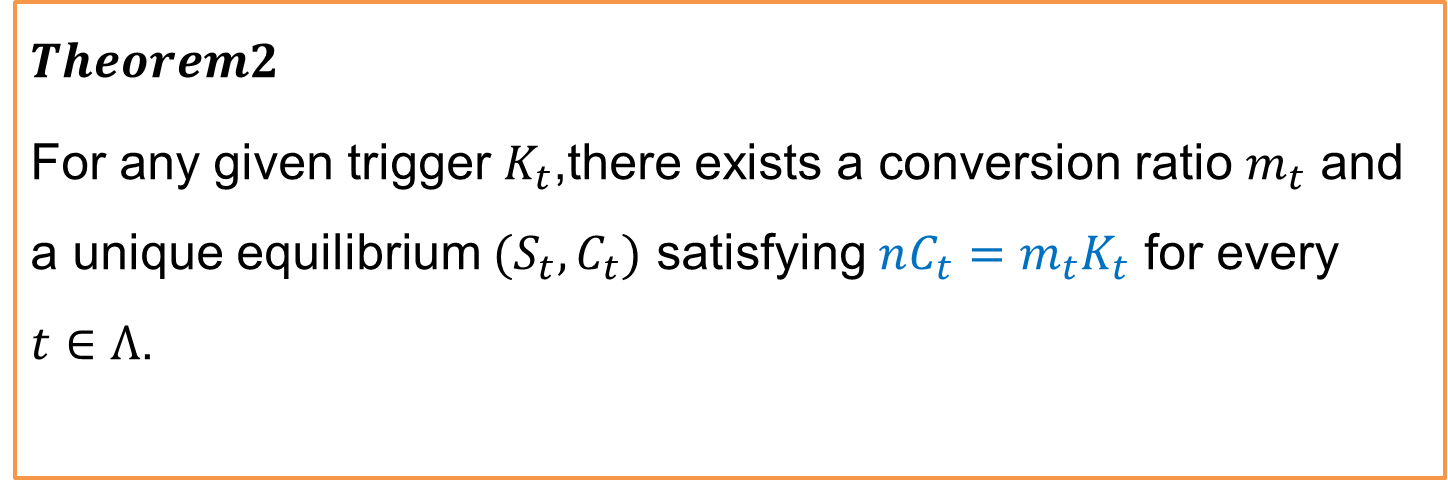 Theorem2
For any given trigger 𝐾ₜ,there exists a conversion ratio 𝑚ₜ and
a unique equilibrium (𝑆ₜ, 𝐶ₜ) satisfying 𝑛𝐶ₜ = 𝑚ₜ𝐾ₜ for every
𝑡 ∈ Λ.